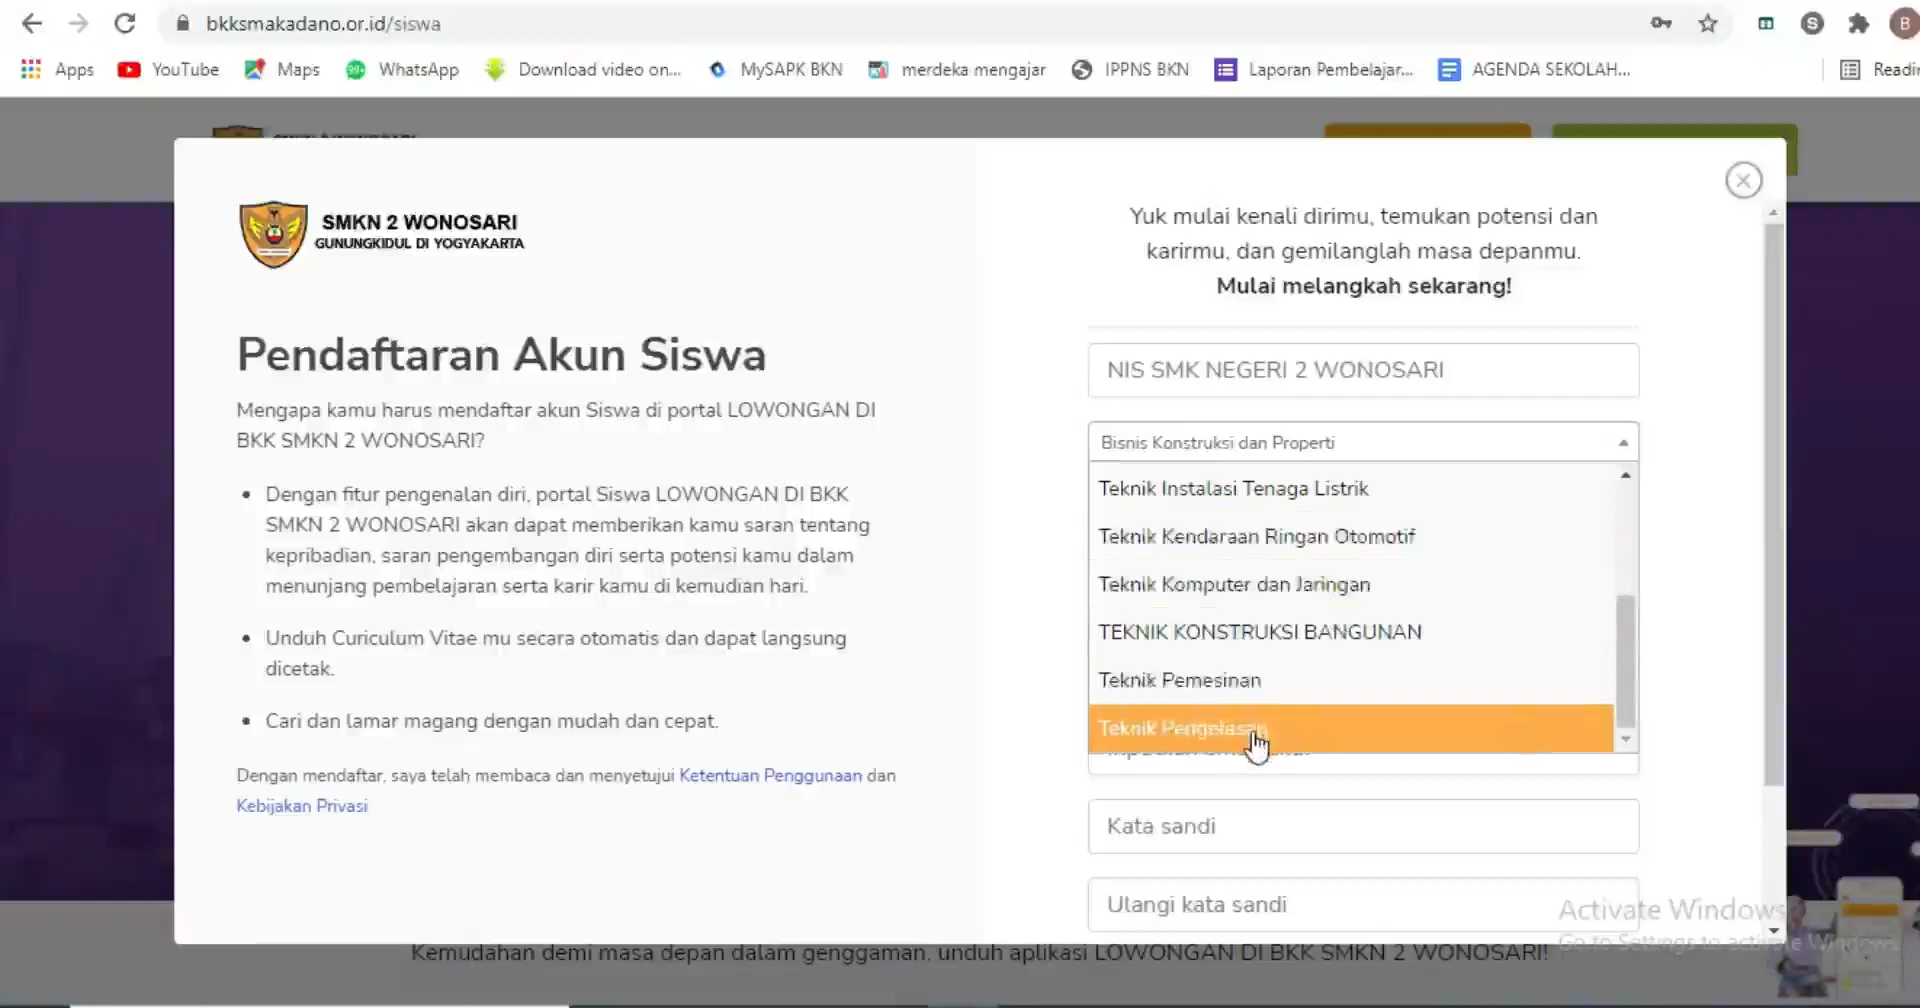 bkksmakadano.or.id/siswa
S
B
Apps YouTube Maps 99+ WhatsApp Download video on... MySAPK BKN merdeka mengajar IPPNS BKN Laporan Pembelajar... AGENDA SEKOLAH... Readin
SMKN 2 WONOSARI
GUNUNGKIDUL DI YOGYAKARTA
Pendaftaran Akun Siswa
Mengapa kamu harus mendaftar akun Siswa di portal LOWONGAN DI
BKK SMKN 2 WONOSARI?
• Dengan fitur pengenalan diri, portal Siswa LOWONGAN DI BKK
SMKN 2 WONOSARI akan dapat memberikan kamu saran tentang
kepribadian, saran pengembangan diri serta potensi kamu dalam
menunjang pembelajaran serta karir kamu di kemudian hari.
• Unduh Curiculum Vitae mu secara otomatis dan dapat langsung
dicetak.
• Cari dan lamar magang dengan mudah dan cepat.
Dengan mendaftar, saya telah membaca dan menyetujui Ketentuan Penggunaan dan
Kebijakan Privasi
Yuk mulai kenali dirimu, temukan potensi dan
karirmu, dan gemilanglah masa depanmu.
Mulai melangkah sekarang!
NIS SMK NEGERI 2 WONOSARI
Bisnis Konstruksi dan Properti
Teknik Instalasi Tenaga Listrik
Teknik Kendaraan Ringan Otomotif
Teknik Komputer dan Jaringan
TEKNIK KONSTRUKSI BANGUNAN
Teknik Pemesinan
Teknik Pengelasan
Kata sandi
Ulangi kata sandi
Activate Windows
Go to Settings to activate Windows.
Kemudahan demi masa depan dalam genggaman, unduh aplikasi LOWONGAN DI BKK SMKN 2 WONOSARI!